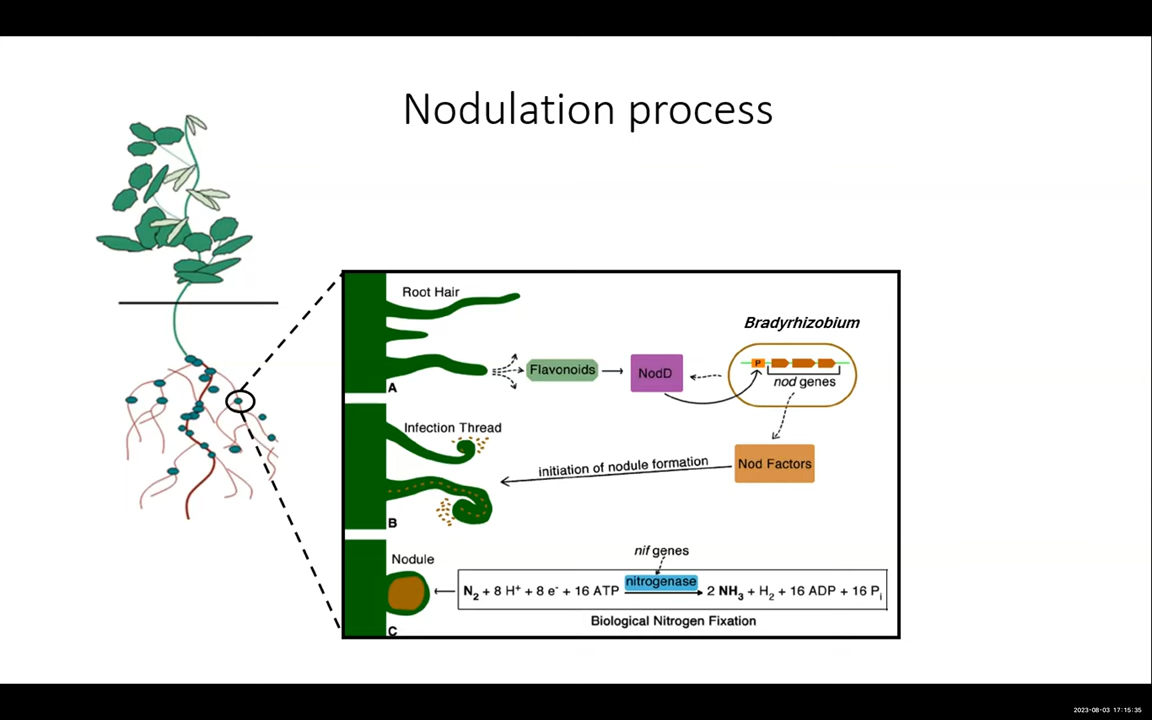 Nodulation process
Root Hair
Bradyrhizobium
P
nod genes
Flavonoids
NodD
A
Infection Thread
initiation of nodule formation
Nod Factors
B
Nodule
nif genes
nitrogenase
N₂ + 8 H⁺ + 8 e⁻ + 16 ATP
2 NH₃ + H₂ + 16 ADP + 16 Pᵢ
Biological Nitrogen Fixation
C
2023-08-03 17:15:35